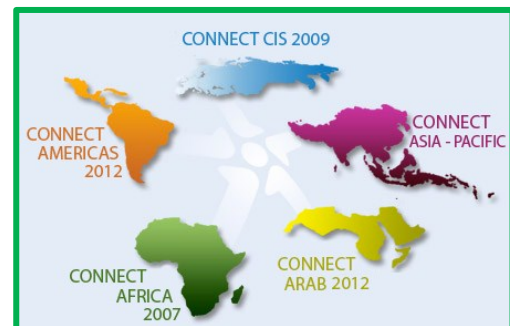 CONNECT CIS 2009
CONNECT
AMERICAS
2012
CONNECT
ASIA - PACIFIC
CONNECT
ARAB 2012
CONNECT
AFRICA
2007